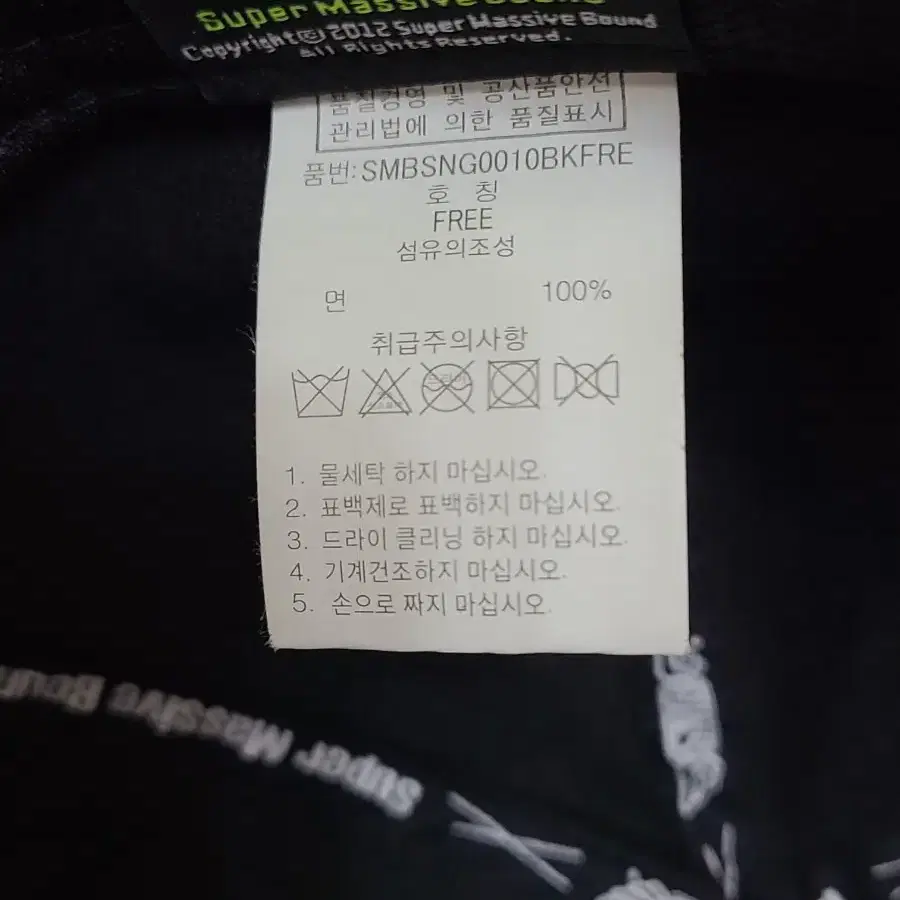 Super Massive Bound
Copyright© 2012 Super Massive Bound
All Rights Reserved.
품질경영 및 공산품안전
관리법에 의한 품질표시
품번: SMBSNG0010BKFRE
호 칭
FREE
섬유의조성
면 100%
취급주의사항
드라이
1. 물세탁 하지 마십시오.
2. 표백제로 표백하지 마십시오.
3. 드라이 클리닝 하지 마십시오.
4. 기계건조하지 마십시오.
5. 손으로 짜지 마십시오.
Super Massive Boun